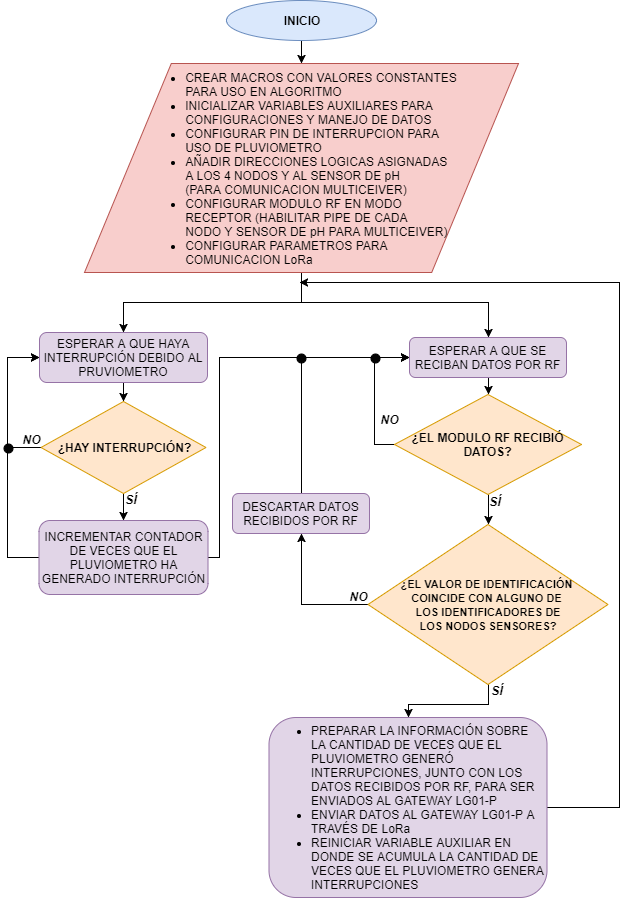 INICIO
• CREAR MACROS CON VALORES CONSTANTES
PARA USO EN ALGORITMO
• INICIALIZAR VARIABLES AUXILIARES PARA
CONFIGURACIONES Y MANEJO DE DATOS
• CONFIGURAR PIN DE INTERRUPCION PARA
USO DE PLUVIOMETRO
• AÑADIR DIRECCIONES LOGICAS ASIGNADAS
A LOS 4 NODOS Y AL SENSOR DE pH
(PARA COMUNICACION MULTICEIVER)
• CONFIGURAR MODULO RF EN MODO
RECEPTOR (HABILITAR PIPE DE CADA
NODO Y SENSOR DE pH PARA MULTICEIVER)
• CONFIGURAR PARAMETROS PARA
COMUNICACION LoRa
ESPERAR A QUE HAYA
INTERRUPCIÓN DEBIDO AL
PRUVIOMETRO
¿HAY INTERRUPCIÓN?
NO
SÍ
INCREMENTAR CONTADOR
DE VECES QUE EL
PLUVIOMETRO HA
GENERADO INTERRUPCIÓN
ESPERAR A QUE SE
RECIBAN DATOS POR RF
NO
¿EL MODULO RF RECIBIÓ
DATOS?
SÍ
DESCARTAR DATOS
RECIBIDOS POR RF
NO
¿EL VALOR DE IDENTIFICACIÓN
COINCIDE CON ALGUNO DE
LOS IDENTIFICADORES DE
LOS NODOS SENSORES?
SÍ
• PREPARAR LA INFORMACIÓN SOBRE
LA CANTIDAD DE VECES QUE EL
PLUVIOMETRO GENERÓ
INTERRUPCIONES, JUNTO CON LOS
DATOS RECIBIDOS POR RF, PARA SER
ENVIADOS AL GATEWAY LG01-P
• ENVIAR DATOS AL GATEWAY LG01-P A
TRAVÉS DE LoRa
• REINICIAR VARIABLE AUXILIAR EN
DONDE SE ACUMULA LA CANTIDAD DE
VECES QUE EL PLUVIOMETRO GENERA
INTERRUPCIONES